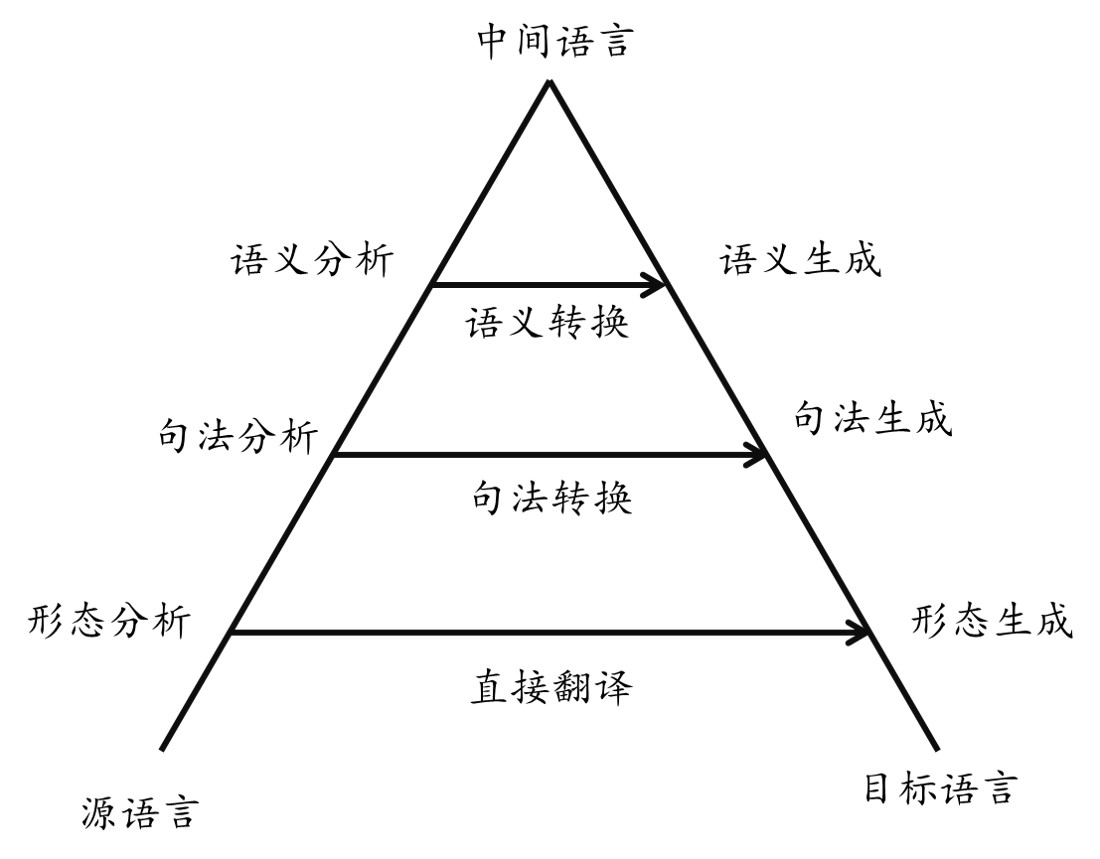 中间语言
语义分析
语义生成
语义转换
句法分析
句法生成
句法转换
形态分析
形态生成
直接翻译
源语言
目标语言